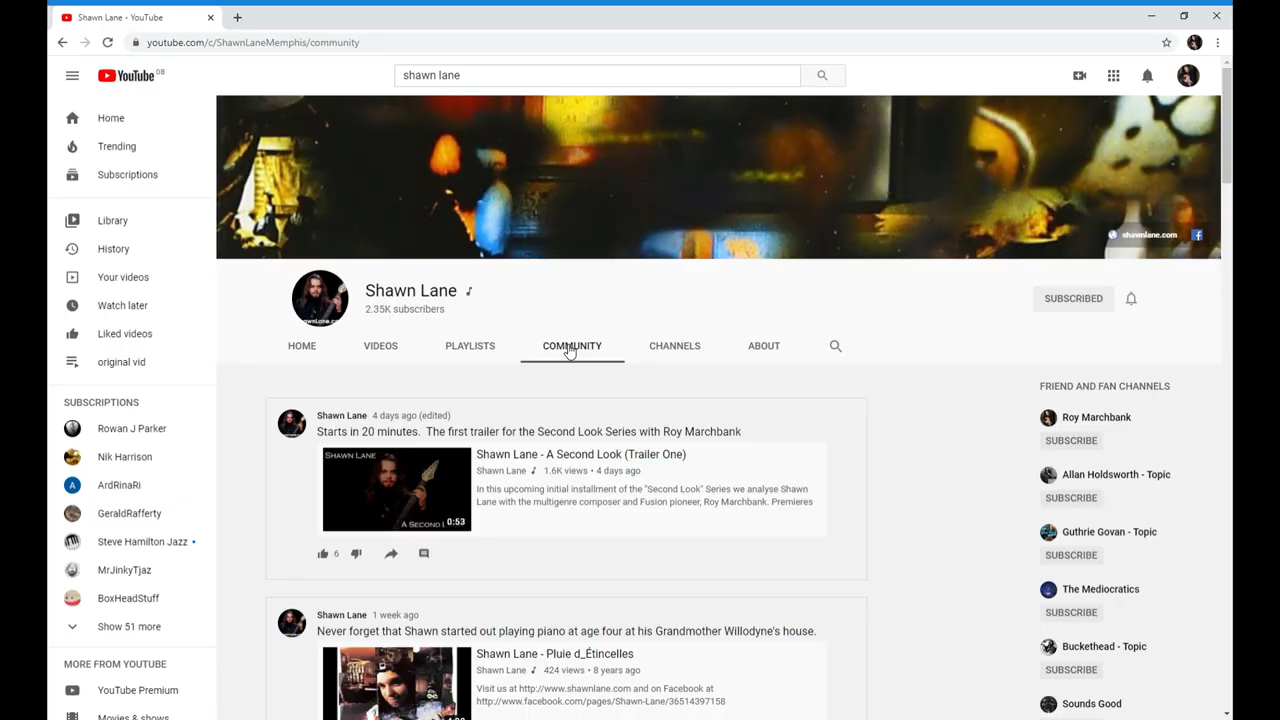 Shawn Lane - YouTube
youtube.com/c/ShawnLaneMemphis/community
YouTube GB
shawn lane
Home
Trending
Subscriptions
Library
History
Your videos
Watch later
Liked videos
original vid
SUBSCRIPTIONS
Rowan J Parker
Nik Harrison
A ArdRinaRi
GeraldRafferty
Steve Hamilton Jazz
MrJinkyTjaz
BoxHeadStuff
Show 51 more
MORE FROM YOUTUBE
YouTube Premium
Movies & shows
shawnlane.com
Shawn Lane
2.35K subscribers
SUBSCRIBED
HOME VIDEOS PLAYLISTS COMMUNITY CHANNELS ABOUT
Shawn Lane 4 days ago (edited)
Starts in 20 minutes. The first trailer for the Second Look Series with Roy Marchbank
SHAWN LANE
A SECOND L
0:53
Shawn Lane - A Second Look (Trailer One)
Shawn Lane 1.6K views • 4 days ago
In this upcoming initial installment of the "Second Look" Series we analyse Shawn
Lane with the multigenre composer and Fusion pioneer, Roy Marchbank. Premieres
6
Shawn Lane 1 week ago
Never forget that Shawn started out playing piano at age four at his Grandmother Willodyne's house.
Shawn Lane - Pluie d_Étincelles
Shawn Lane 424 views • 8 years ago
Visit us at http://www.shawnlane.com and on Facebook at
http://www.facebook.com/pages/Shawn-Lane/36514397158
FRIEND AND FAN CHANNELS
Roy Marchbank
SUBSCRIBE
Allan Holdsworth - Topic
SUBSCRIBE
Guthrie Govan - Topic
SUBSCRIBE
The Mediocratics
SUBSCRIBE
Buckethead - Topic
SUBSCRIBE
Sounds Good